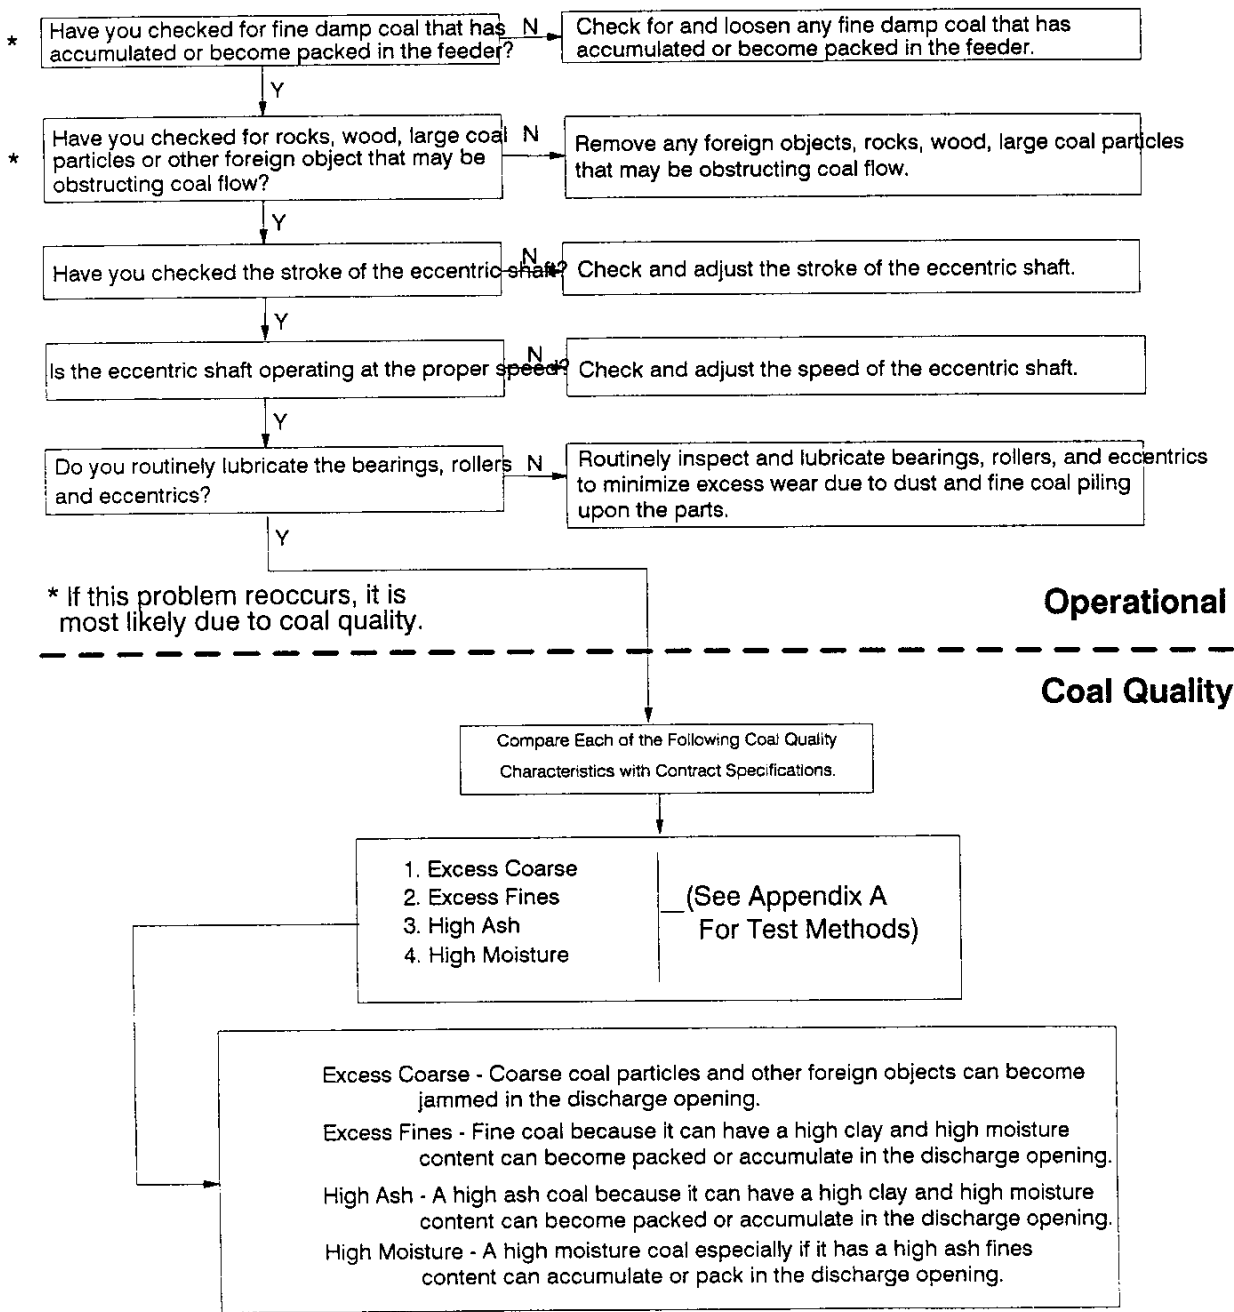 * Have you checked for fine damp coal that has
accumulated or become packed in the feeder?
N
Check for and loosen any fine damp coal that has
accumulated or become packed in the feeder.
Y
* Have you checked for rocks, wood, large coal
particles or other foreign object that may be
obstructing coal flow?
N
Remove any foreign objects, rocks, wood, large coal particles
that may be obstructing coal flow.
Y
Have you checked the stroke of the eccentric shaft?
N
Check and adjust the stroke of the eccentric shaft.
Y
Is the eccentric shaft operating at the proper speed?
N
Check and adjust the speed of the eccentric shaft.
Y
Do you routinely lubricate the bearings, rollers
and eccentrics?
N
Routinely inspect and lubricate bearings, rollers, and eccentrics
to minimize excess wear due to dust and fine coal piling
upon the parts.
Y
* If this problem reoccurs, it is
most likely due to coal quality.
Operational
Coal Quality
Compare Each of the Following Coal Quality
Characteristics with Contract Specifications.
1. Excess Coarse
2. Excess Fines
3. High Ash
4. High Moisture
(See Appendix A
For Test Methods)
Excess Coarse - Coarse coal particles and other foreign objects can become
jammed in the discharge opening.
Excess Fines - Fine coal because it can have a high clay and high moisture
content can become packed or accumulate in the discharge opening.
High Ash - A high ash coal because it can have a high clay and high moisture
content can become packed or accumulate in the discharge opening.
High Moisture - A high moisture coal especially if it has a high ash fines
content can accumulate or pack in the discharge opening.